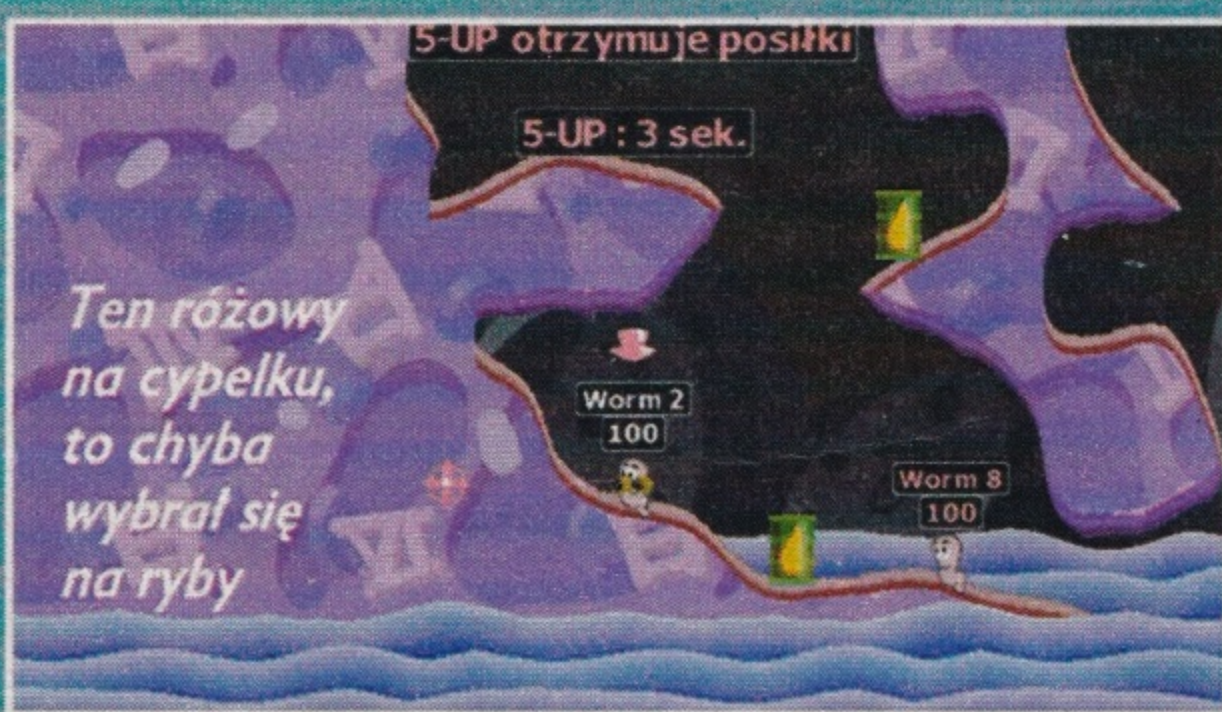 5-UP otrzymuje posiłki
5-UP : 3 sek.
Ten różowy
na cypelku,
to chyba
wybrał się
na ryby
Worm 2
100
Worm 8
100